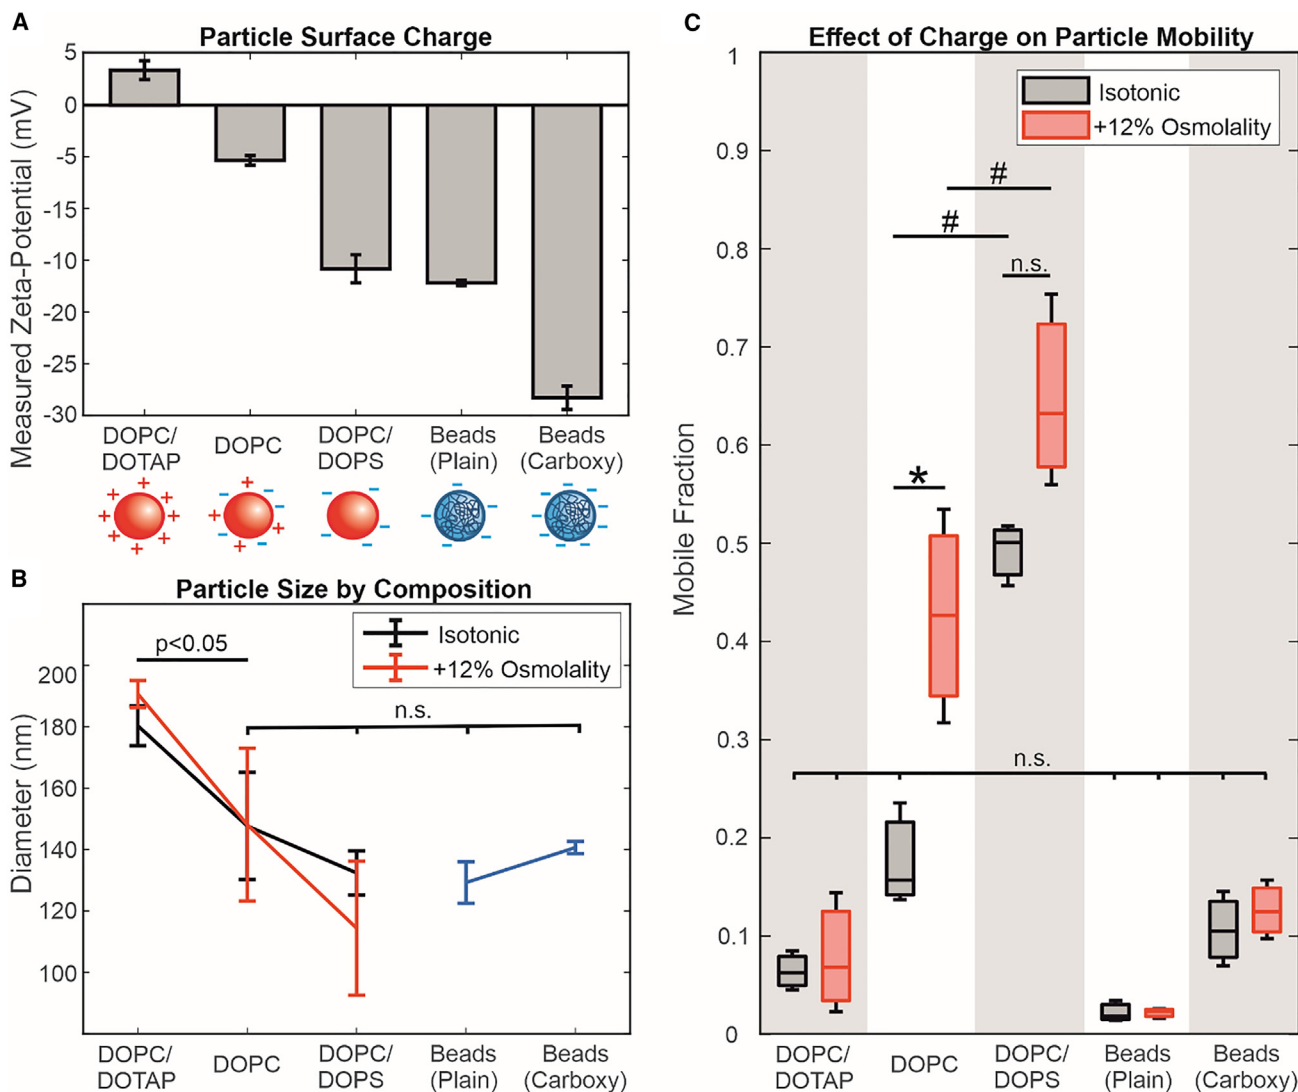 A
Particle Surface Charge
Measured Zeta-Potential (mV)
5
0
-5
-15
-10
-20
-25
-30
DOPC/
DOTAP
DOPC
DOPC/
DOPS
Beads
(Plain)
Beads
(Carboxy)
B
Particle Size by Composition
Diameter (nm)
200
180
160
140
120
100
p<0.05
Isotonic
+12% Osmolality
n.s.
DOPC/
DOTAP
DOPC
DOPC/
DOPS
Beads
(Plain)
Beads
(Carboxy)
C
Effect of Charge on Particle Mobility
Mobile Fraction
1
0.9
0.8
0.7
0.6
0.5
0.4
0.3
0.2
0.1
0
Isotonic
+12% Osmolality
#
#
n.s.
*
n.s.
DOPC/
DOTAP
DOPC
DOPC/
DOPS
Beads
(Plain)
Beads
(Carboxy)